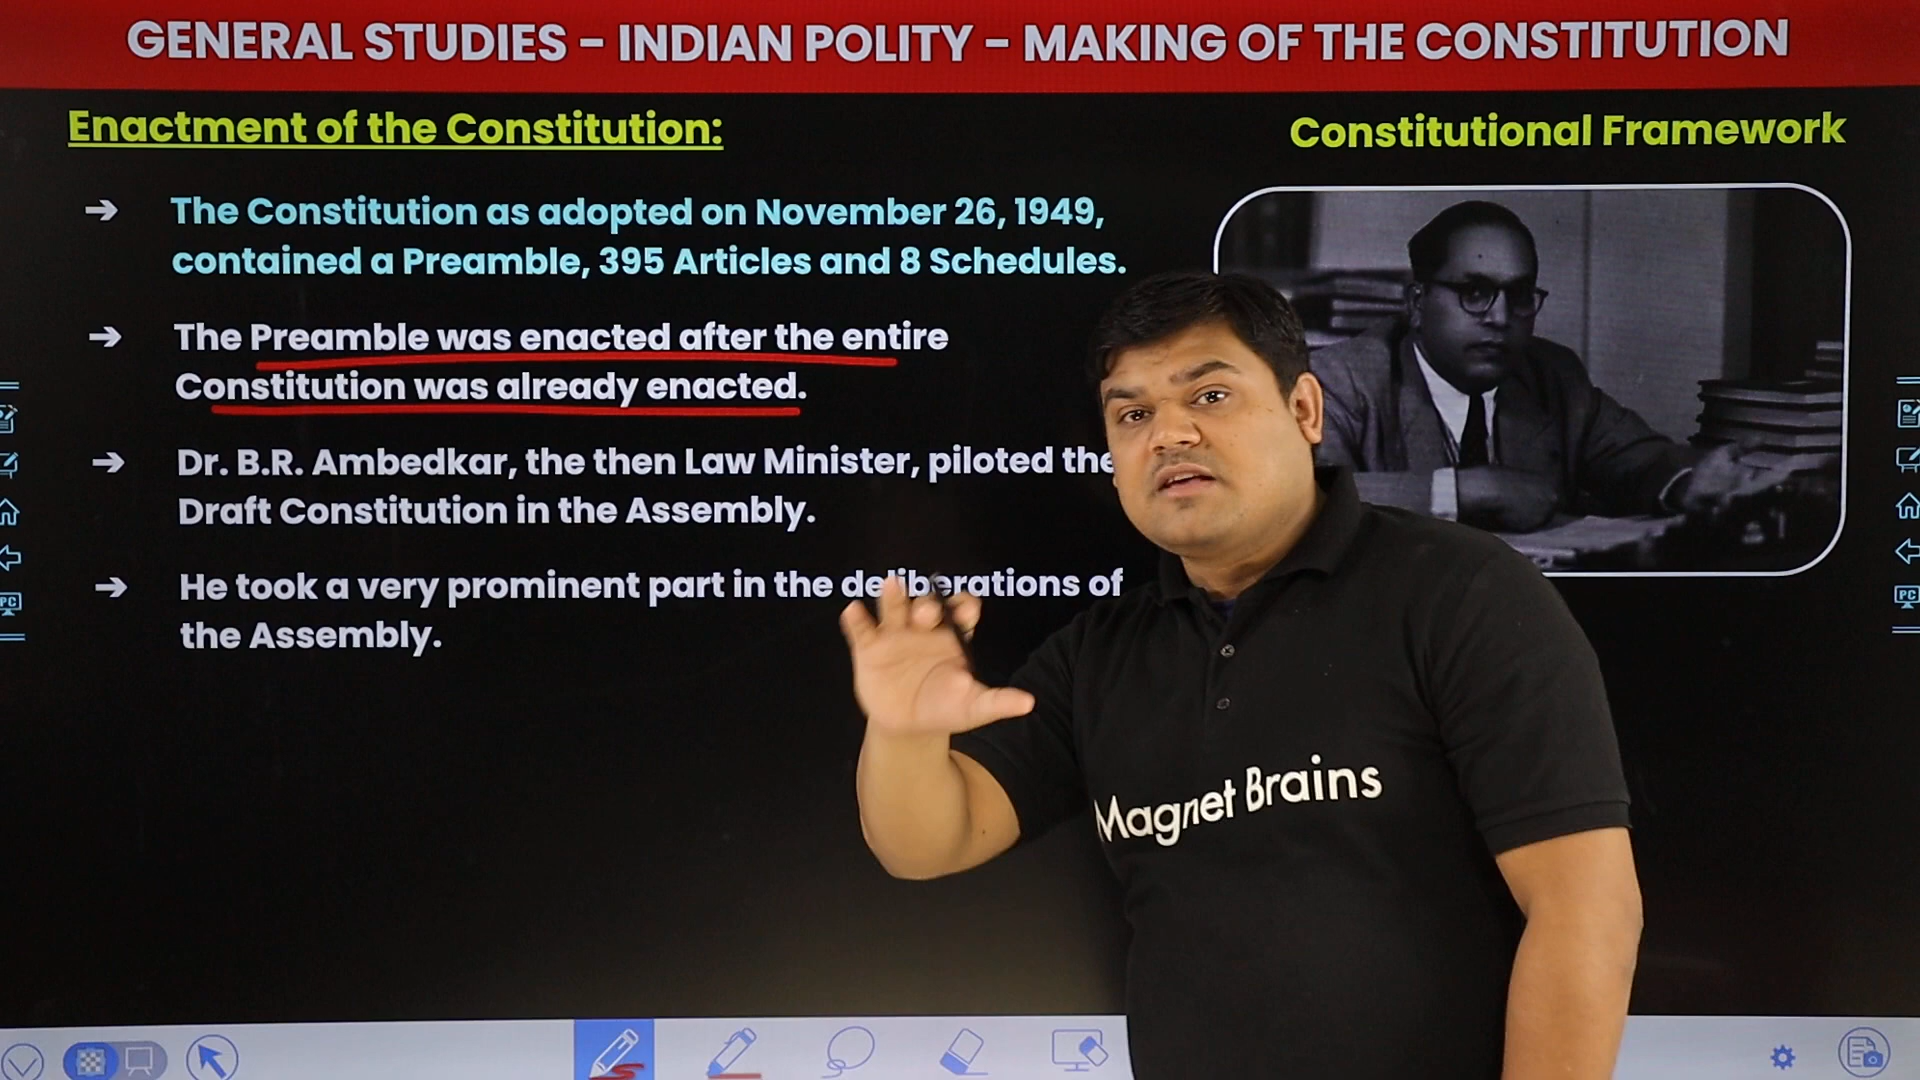 GENERAL STUDIES - INDIAN POLITY - MAKING OF THE CONSTITUTION
Enactment of the Constitution:
Constitutional Framework
→ The Constitution as adopted on November 26, 1949,
contained a Preamble, 395 Articles and 8 Schedules.
→ The Preamble was enacted after the entire
Constitution was already enacted.
→ Dr. B.R. Ambedkar, the then Law Minister, piloted the
Draft Constitution in the Assembly.
→ He took a very prominent part in the deliberations of
the Assembly.
Magnet Brains
PC
PC